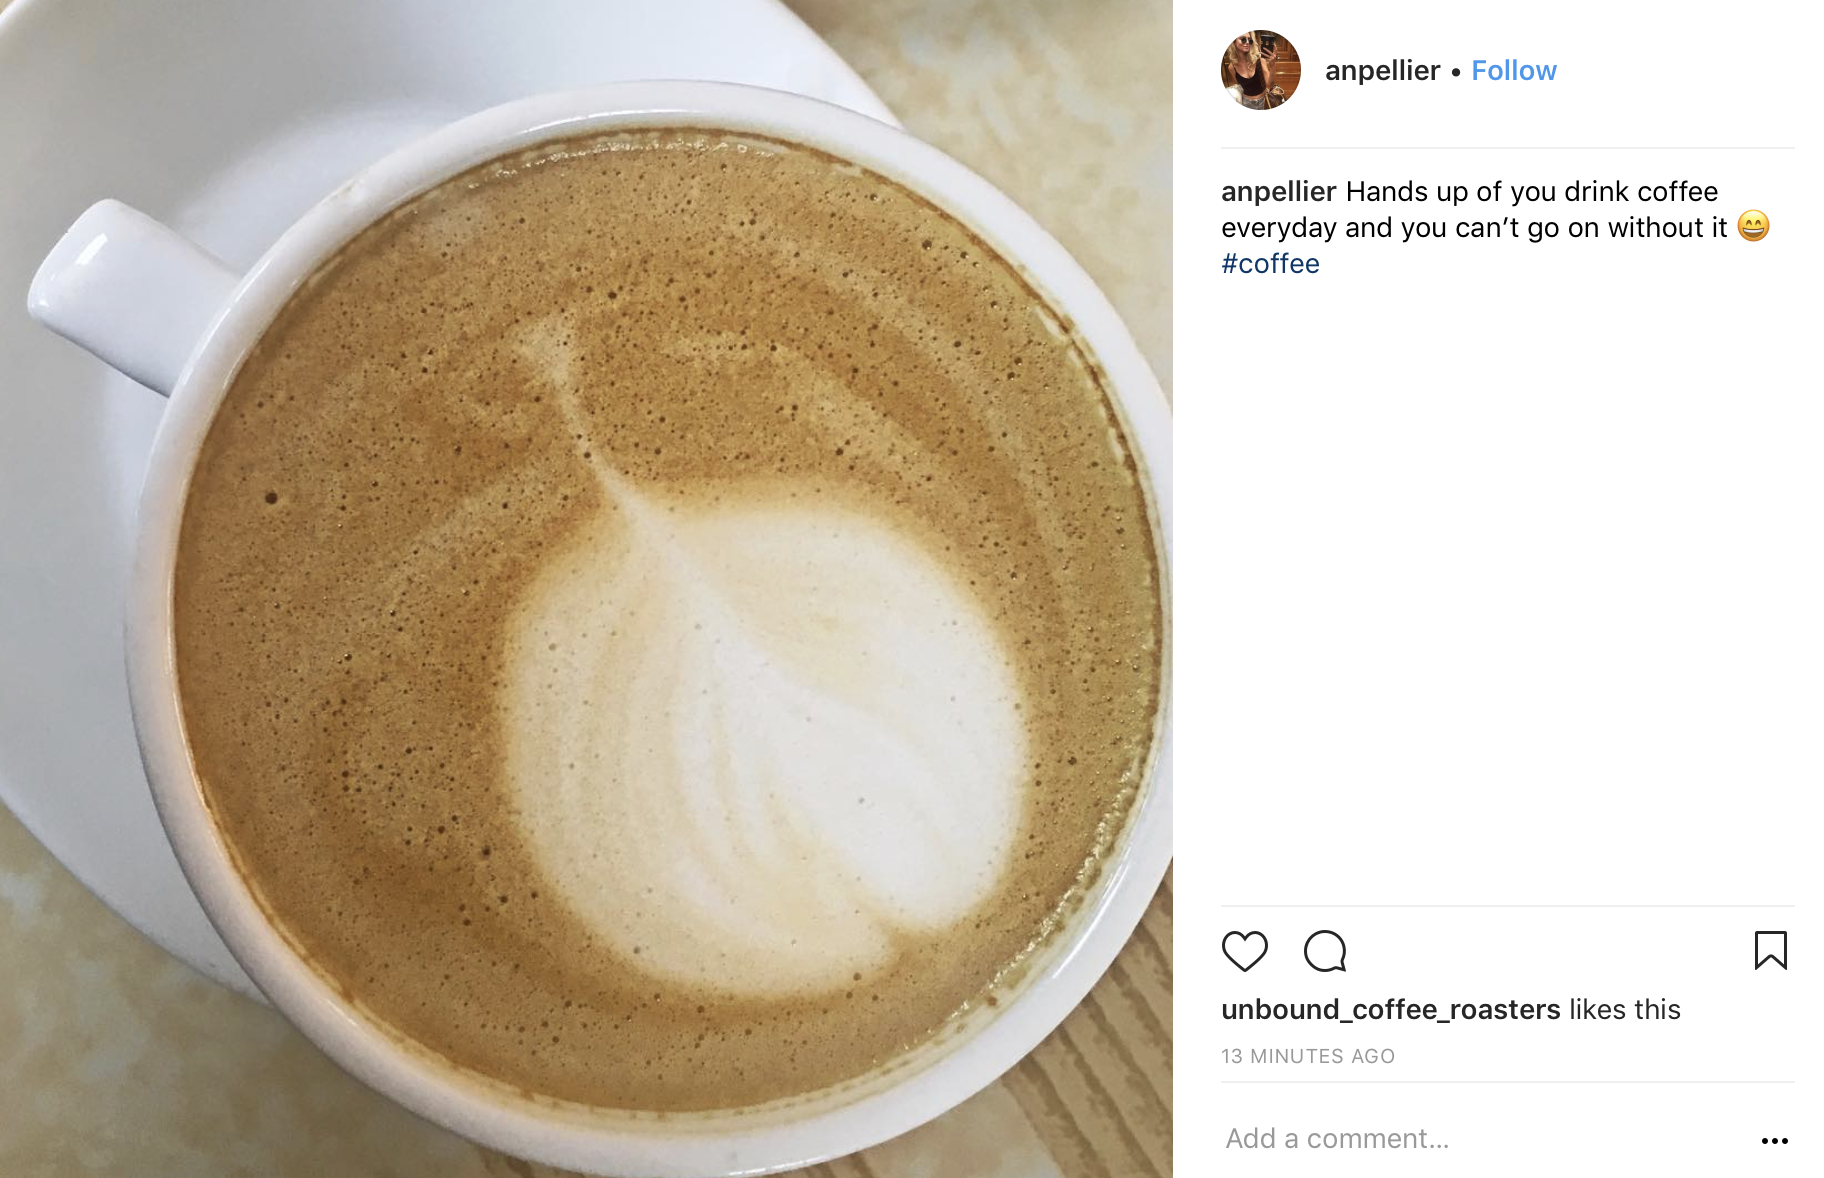 anpellier • Follow
anpellier Hands up of you drink coffee
everyday and you can’t go on without it 😄
#coffee
unbound_coffee_roasters likes this
13 MINUTES AGO
Add a comment...